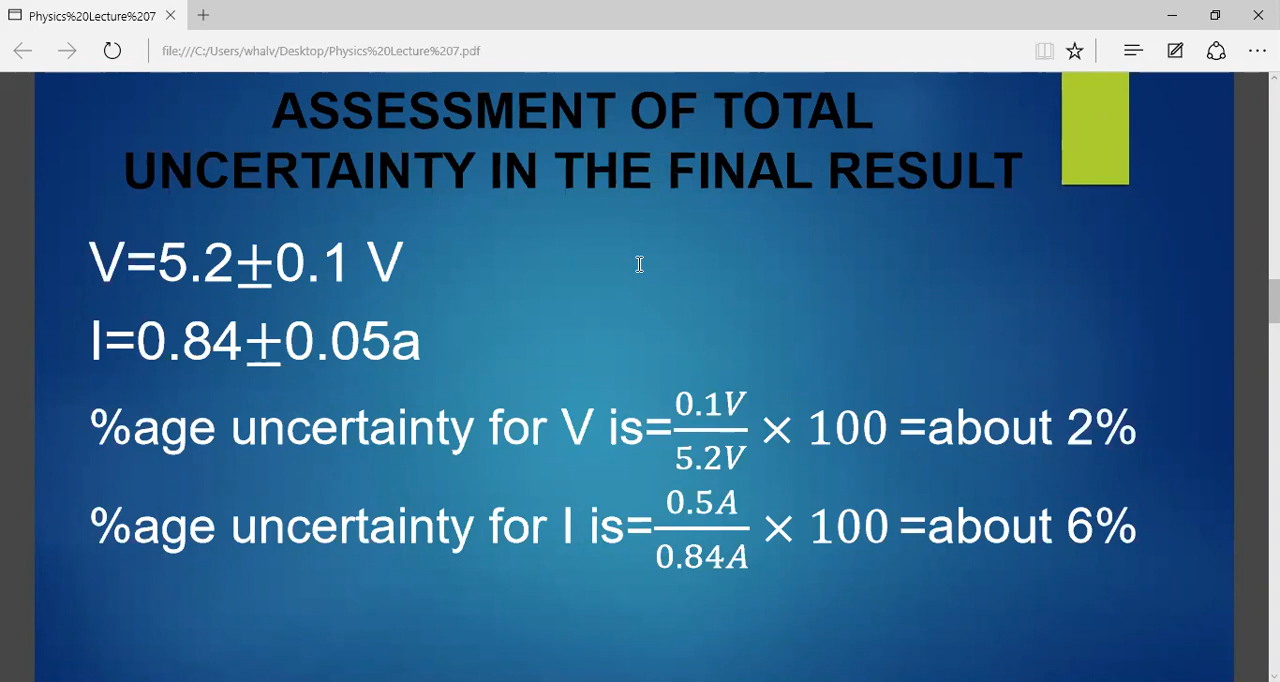 Physics%20Lecture%207
file:///C:/Users/whalv/Desktop/Physics%20Lecture%207.pdf
ASSESSMENT OF TOTAL
UNCERTAINTY IN THE FINAL RESULT
V=5.2±0.1 V
I=0.84±0.05a
%age uncertainty for V is=0.1V/5.2V × 100 =about 2%
%age uncertainty for I is=0.5A/0.84A × 100 =about 6%